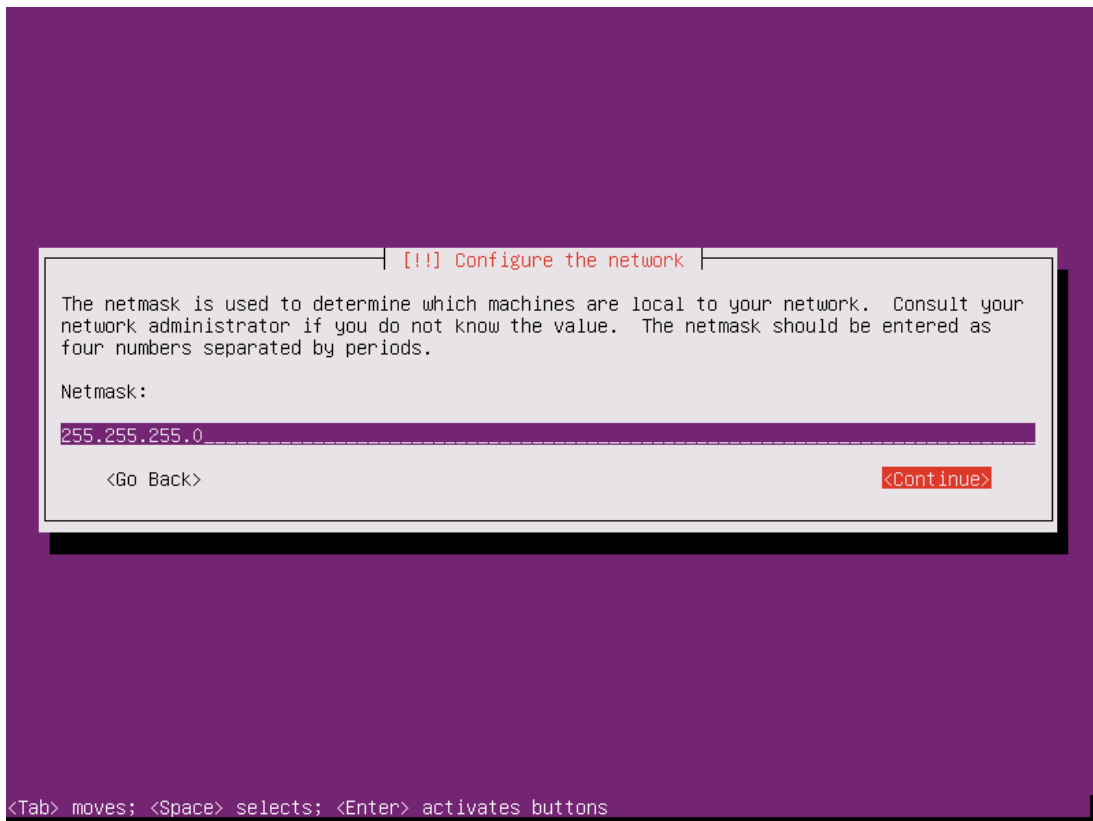 [!!] Configure the network
The netmask is used to determine which machines are local to your network.  Consult your
network administrator if you do not know the value.  The netmask should be entered as
four numbers separated by periods.
Netmask:
255.255.255.0
<Go Back> <Continue>
<Tab> moves; <Space> selects; <Enter> activates buttons